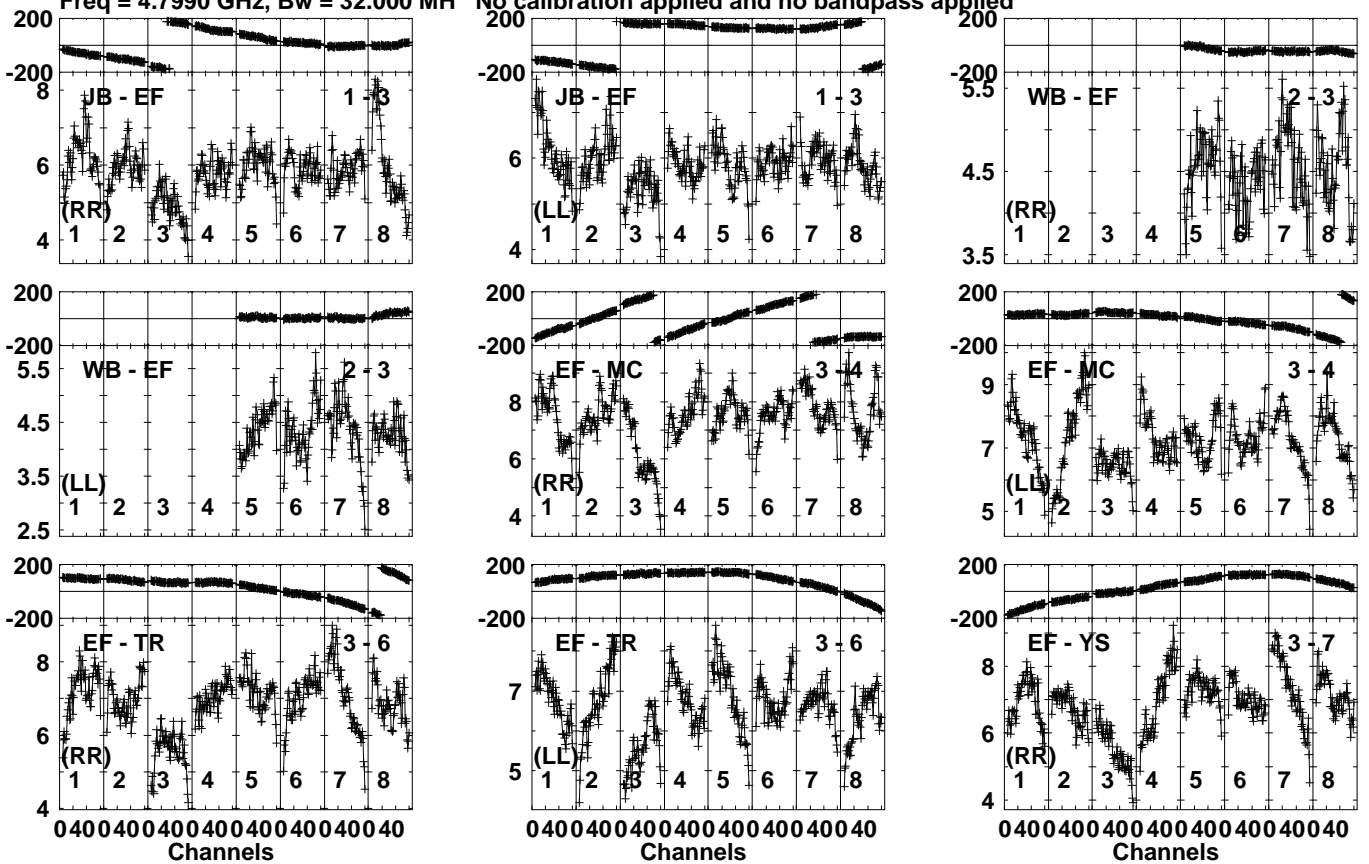 Freq = 4.7990 GHz, Bw = 32.000 MH No calibration applied and no bandpass applied
200 200 200
-200 -200 -200
8 JB - EF 1 - 3 JB - EF 1 - 3 5.5 WB - EF 2 - 3
6 6 4.5
(RR) (LL) (RR)
1 2 3 4 5 6 7 8 1 2 3 4 5 6 7 8 1 2 3 4 5 6 7 8
4 4 3.5
200 200 200
-200 -200 -200
5.5 WB - EF 2 - 3 8 EF - MC 3 - 4 9 EF - MC 3 - 4
4.5 7
3.5 6
(LL) (RR) (LL)
1 2 3 4 5 6 7 8 1 2 3 4 5 6 7 8 1 2 3 4 5 6 7 8
2.5 4 5
200 200 200
-200 -200 -200
8 EF - TR 3 - 6 7 EF - TR 3 - 6 8 EF - YS 3 - 7
6 5 6
(RR) (LL) (RR)
1 2 3 4 5 6 7 8 1 2 3 4 5 6 7 8 1 2 3 4 5 6 7 8
4 4
0 40 0 40 0 40 0 40 0 40 0 40 0 40 0 40 0 40 0 40 0 40 0 40 0 40 0 40 0 40 0 40 0 40 0 40 0 40 0 40 0 40 0 40 0 40 0 40
Channels Channels Channels